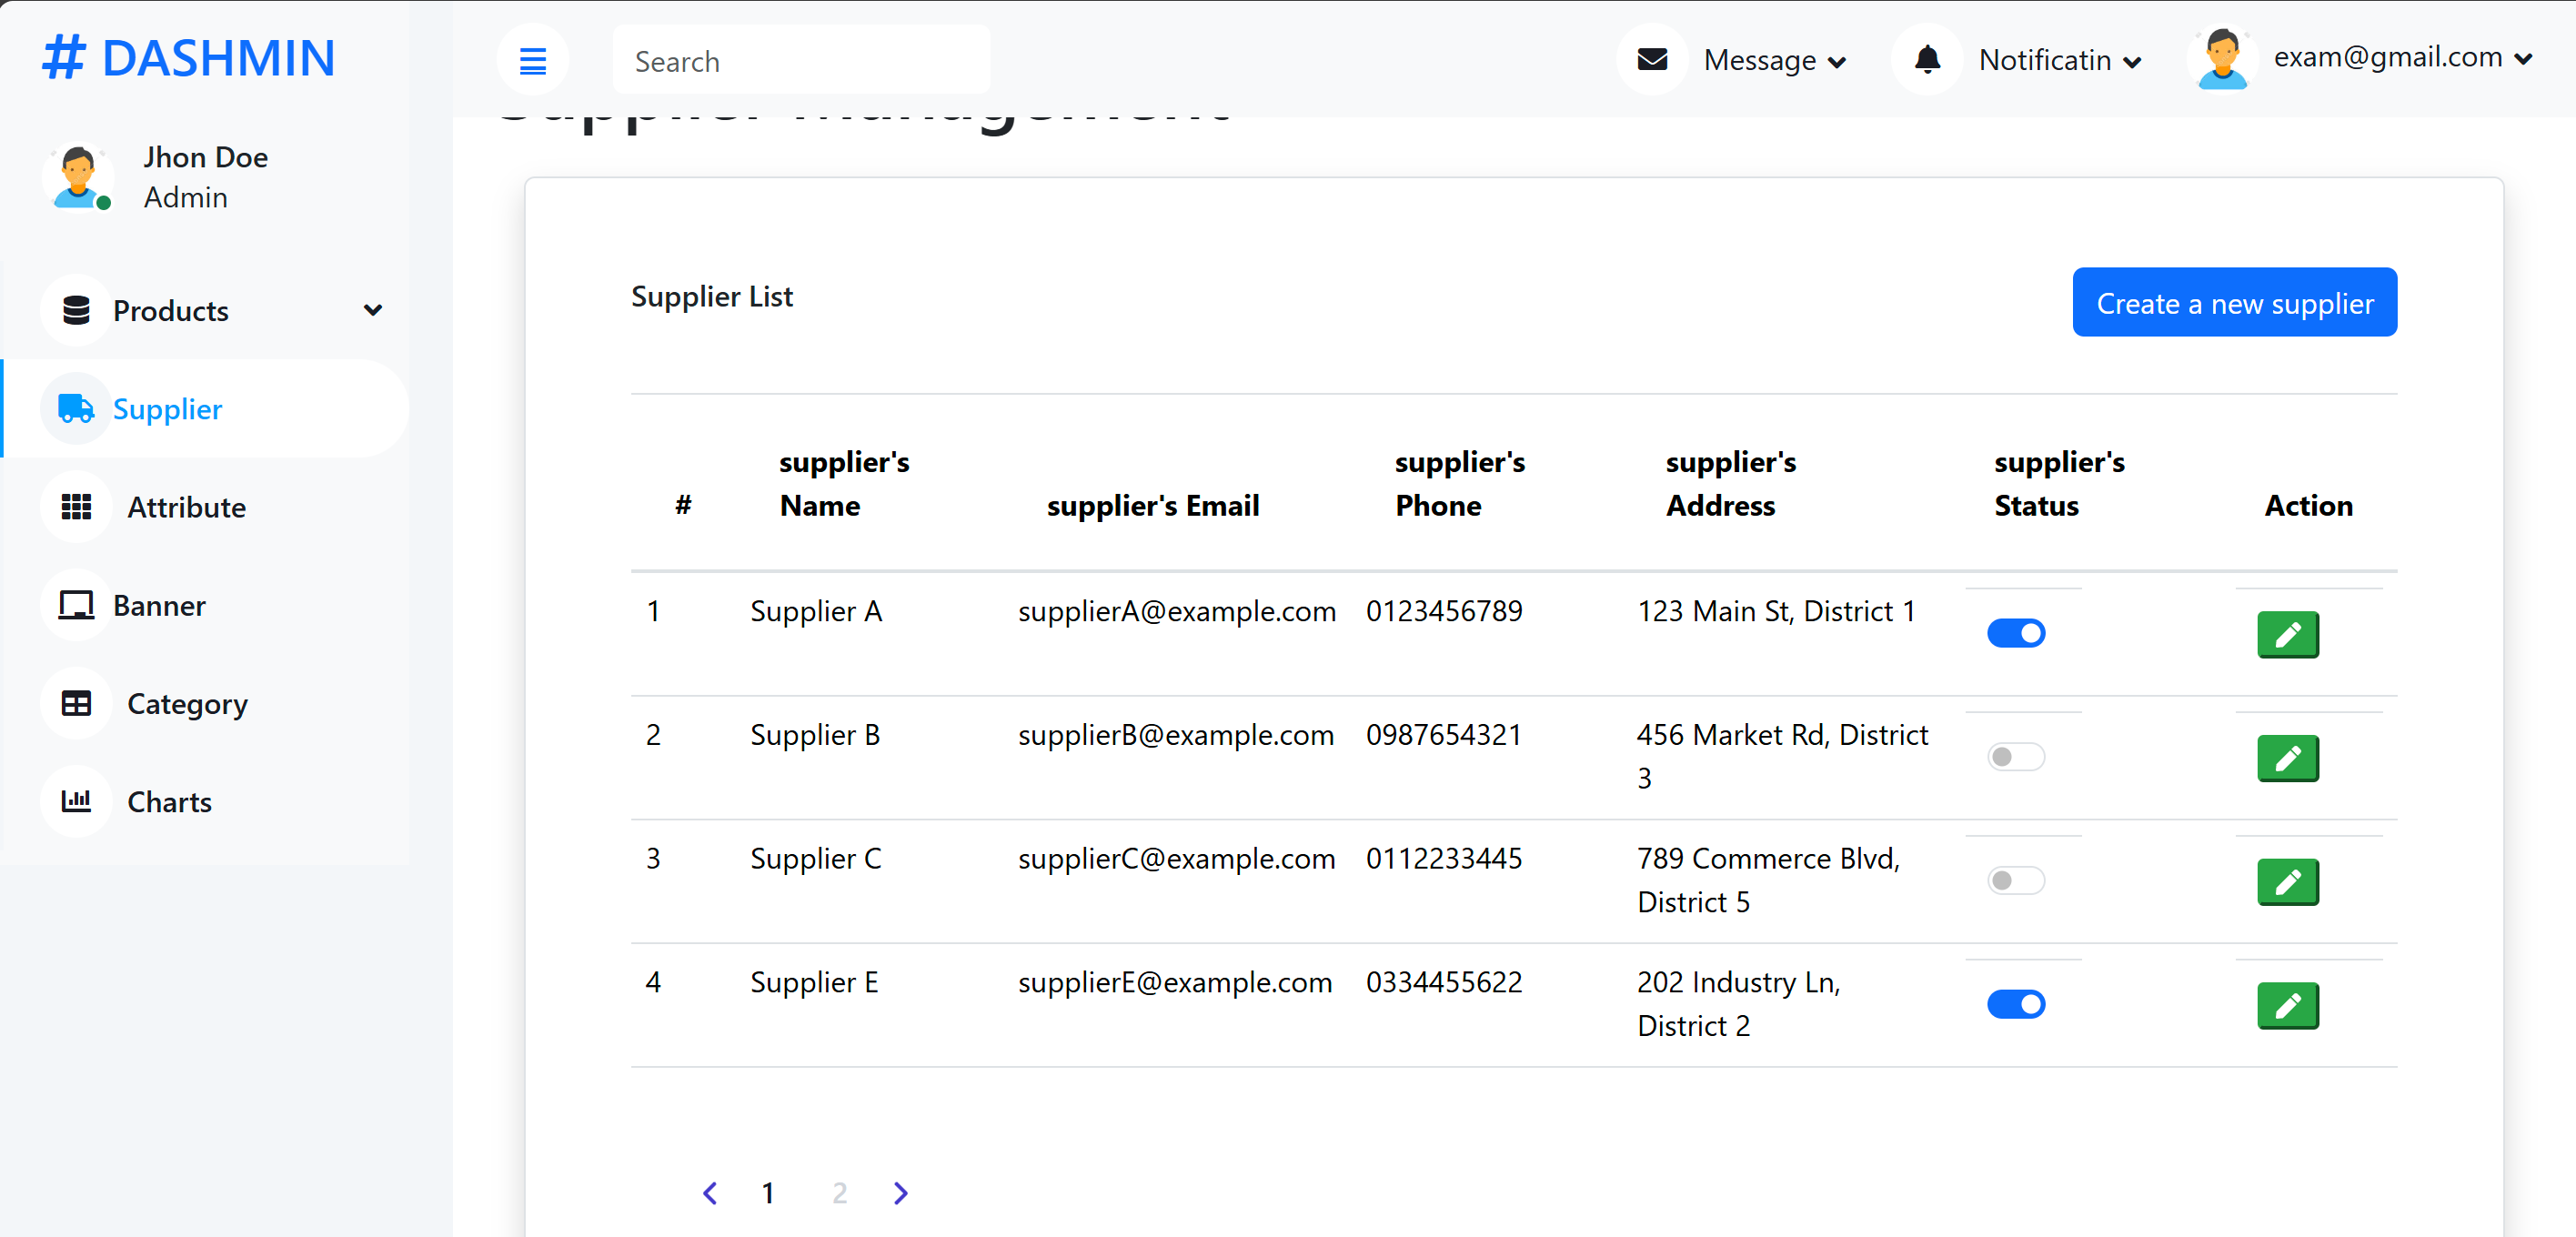 # DASHMIN
Search
Message
Notificatin
exam@gmail.com
Jhon Doe
Admin
Products
Supplier
Attribute
Banner
Category
Charts
Supplier management
Supplier List
Create a new supplier
# supplier's Name supplier's Email supplier's Phone supplier's Address supplier's Status Action
1 Supplier A supplierA@example.com 0123456789 123 Main St, District 1
2 Supplier B supplierB@example.com 0987654321 456 Market Rd, District 3
3 Supplier C supplierC@example.com 0112233445 789 Commerce Blvd, District 5
4 Supplier E supplierE@example.com 0334455622 202 Industry Ln, District 2
1 2